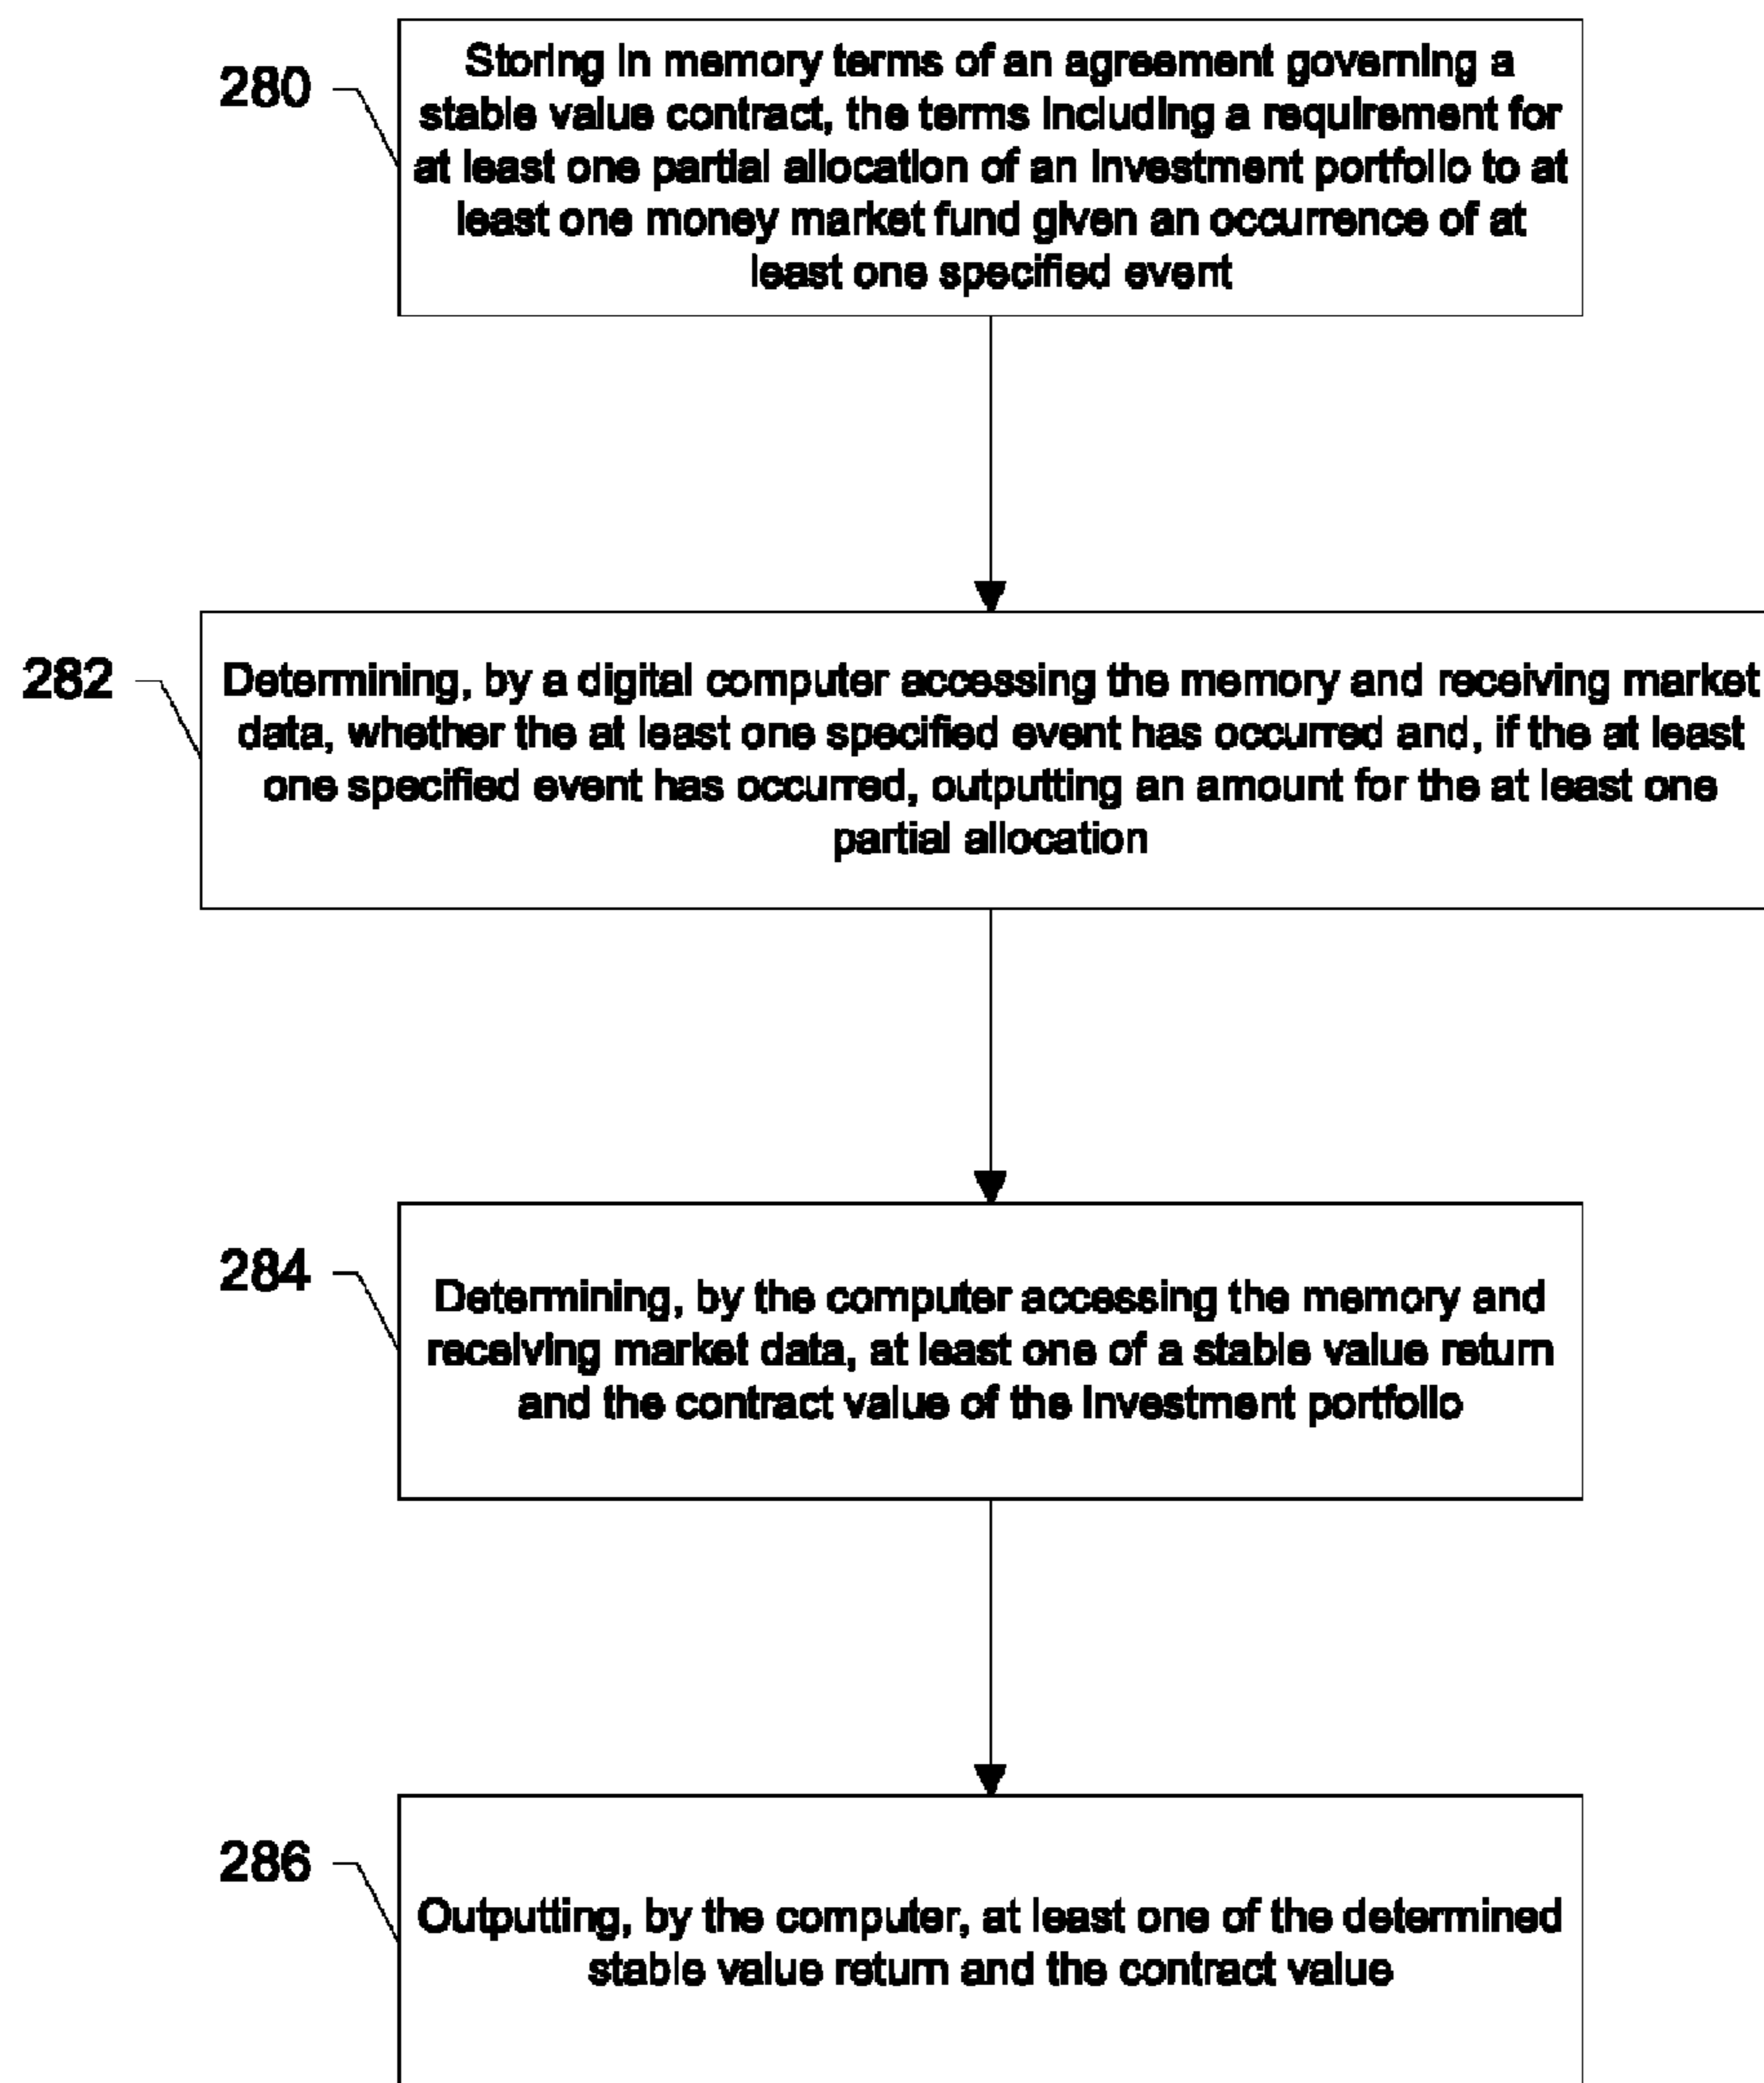 280
Storing in memory terms of an agreement governing a
stable value contract, the terms including a requirement for
at least one partial allocation of an investment portfolio to at
least one money market fund given an occurrence of at
least one specified event
282
Determining, by a digital computer accessing the memory and receiving market
data, whether the at least one specified event has occurred and, if the at least
one specified event has occurred, outputting an amount for the at least one
partial allocation
284
Determining, by the computer accessing the memory and
receiving market data, at least one of a stable value return
and the contract value of the investment portfolio
286
Outputting, by the computer, at least one of the determined
stable value return and the contract value